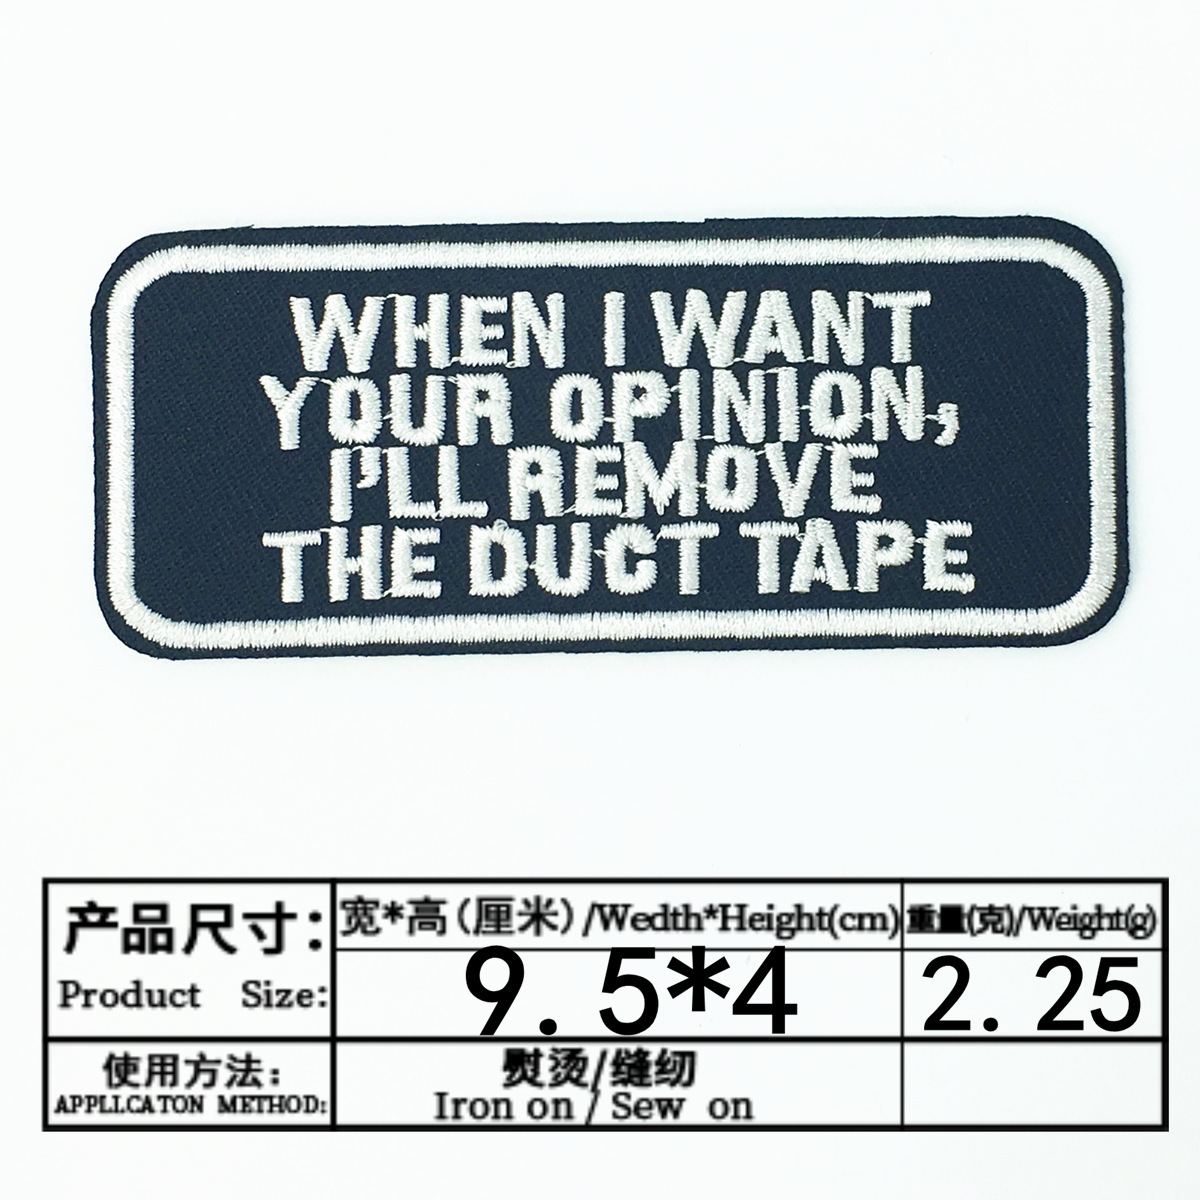 WHEN I WANT
YOUR OPINION,
I'LL REMOVE
THE DUCT TAPE
产品尺寸：
Product Size:
宽*高(厘米)/Wedth*Height(cm)
重量(克)/Weight(g)
9.5*4
2.25
使用方法：
APPLLCATON METHOD:
熨烫/缝纫
Iron on / Sew on